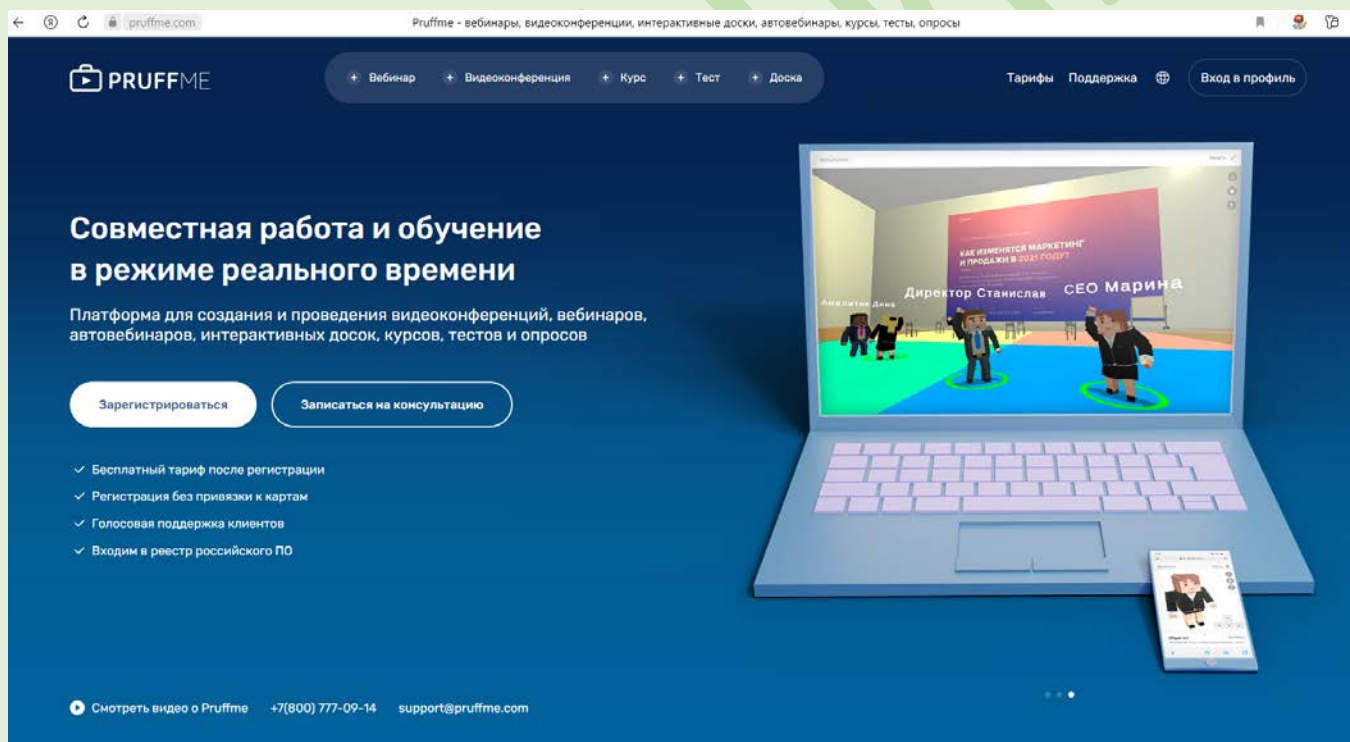 pruffme.com
Pruffme - вебинары, видеоконференции, интерактивные доски, автовебинары, курсы, тесты, опросы
PRUFFME
+ Вебинар + Видеоконференция + Курс + Тест + Доска
Тарифы Поддержка Вход в профиль
Совместная работа и обучение
в режиме реального времени
Платформа для создания и проведения видеоконференций, вебинаров,
автовебинаров, интерактивных досок, курсов, тестов и опросов
Зарегистрироваться
Записаться на консультацию
Бесплатный тариф после регистрации
Регистрация без привязки к картам
Голосовая поддержка клиентов
Входим в реестр российского ПО
КАК ИЗМЕНЯТСЯ МАРКЕТИНГ
И ПРОДАЖИ В 2021 ГОДУ?
Директор Станислав
CEO Марина
Смотреть видео о Pruffme +7(800) 777-09-14 support@pruffme.com